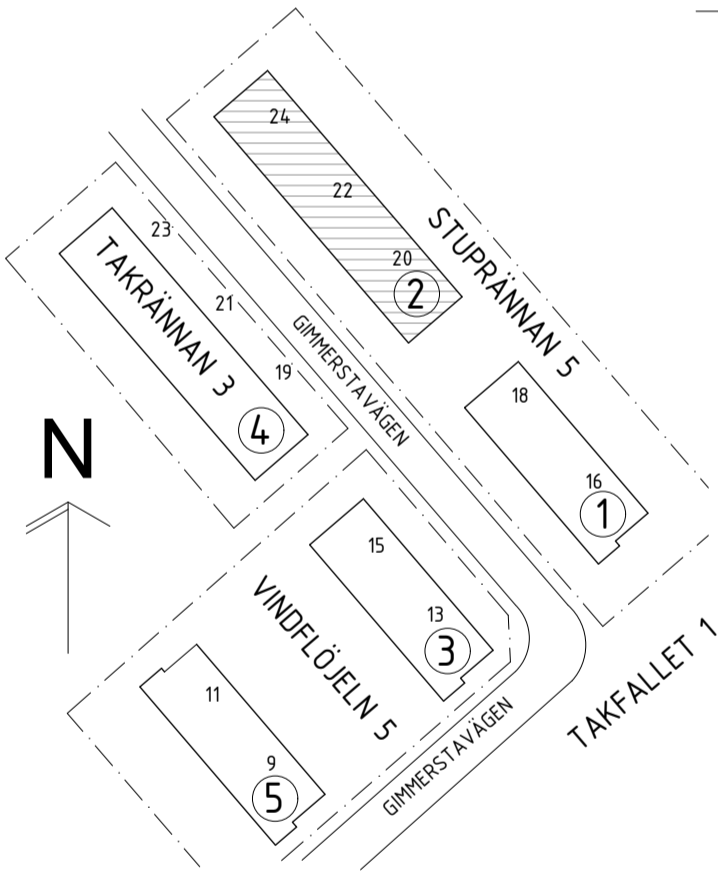 24
22
20
2
STUPRÄNNAN 5
23
21
19
TAKRÄNNAN 3
4
GIMMERSTAVÄGEN
18
16
1
N
15
13
3
VINDFLÖJELN 5
11
9
5
GIMMERSTAVÄGEN
TAKFALLET 1